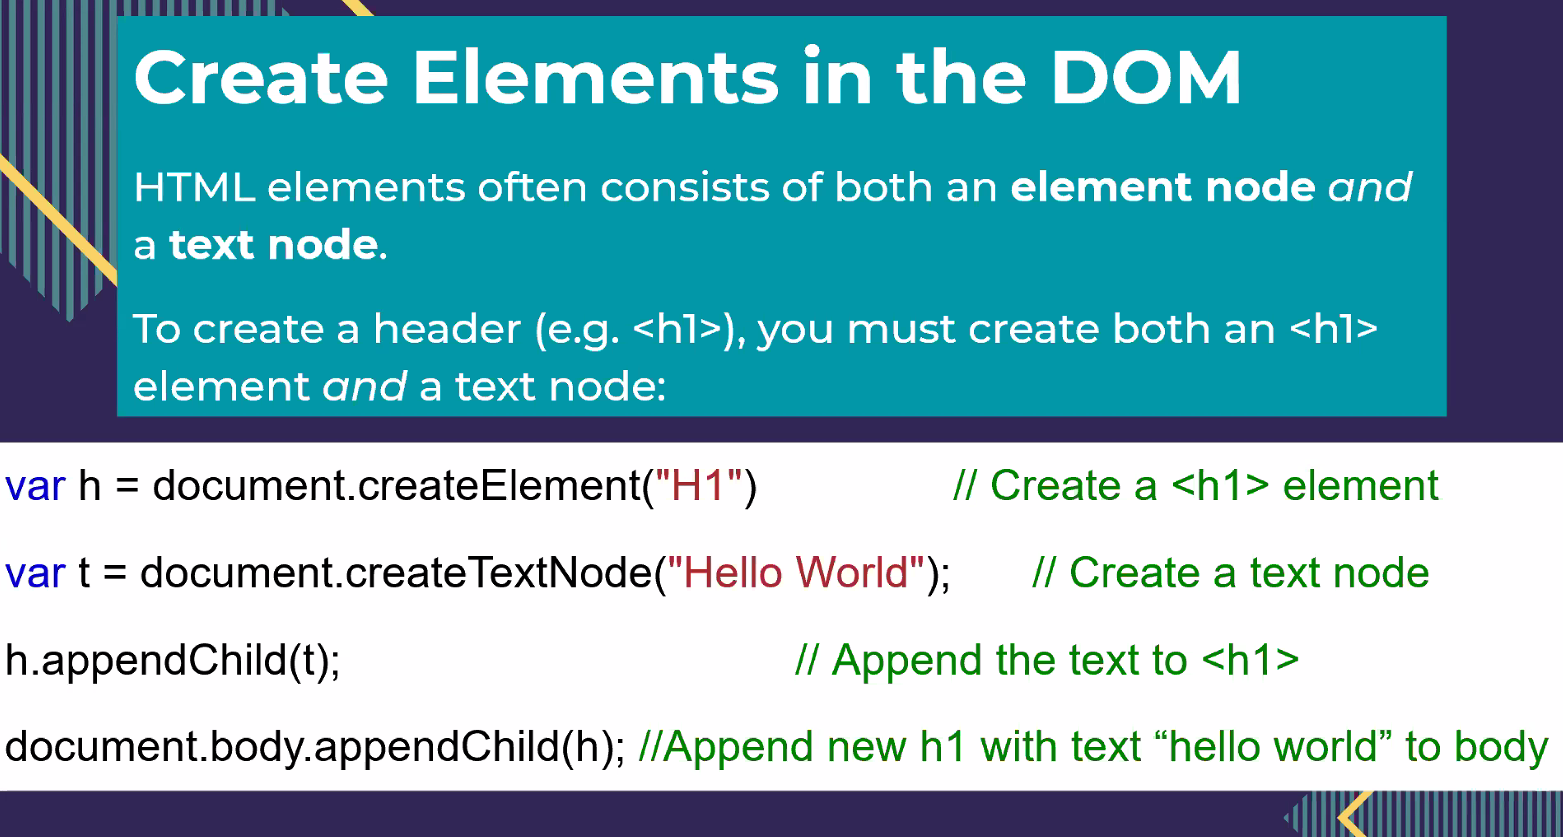 Create Elements in the DOM
HTML elements often consists of both an element node and
a text node.
To create a header (e.g. <h1>), you must create both an <h1>
element and a text node:
var h = document.createElement("H1") // Create a <h1> element
var t = document.createTextNode("Hello World"); // Create a text node
h.appendChild(t); // Append the text to <h1>
document.body.appendChild(h); //Append new h1 with text “hello world” to body